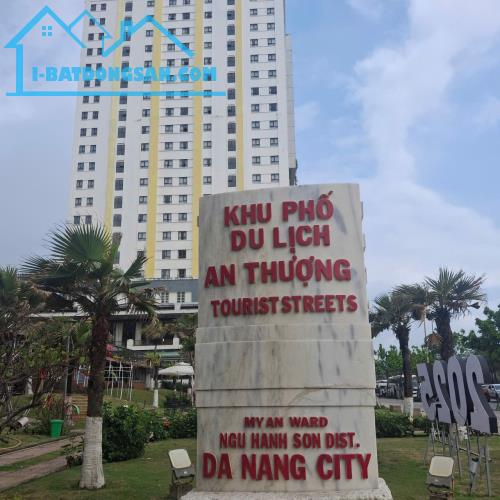 I-BATDONGSAN.COM
KHU PHỐ
DU LỊCH
AN THƯỢNG
TOURIST STREETS
MY AN WARD
NGU HANH SON DIST.
DA NANG CITY
2025